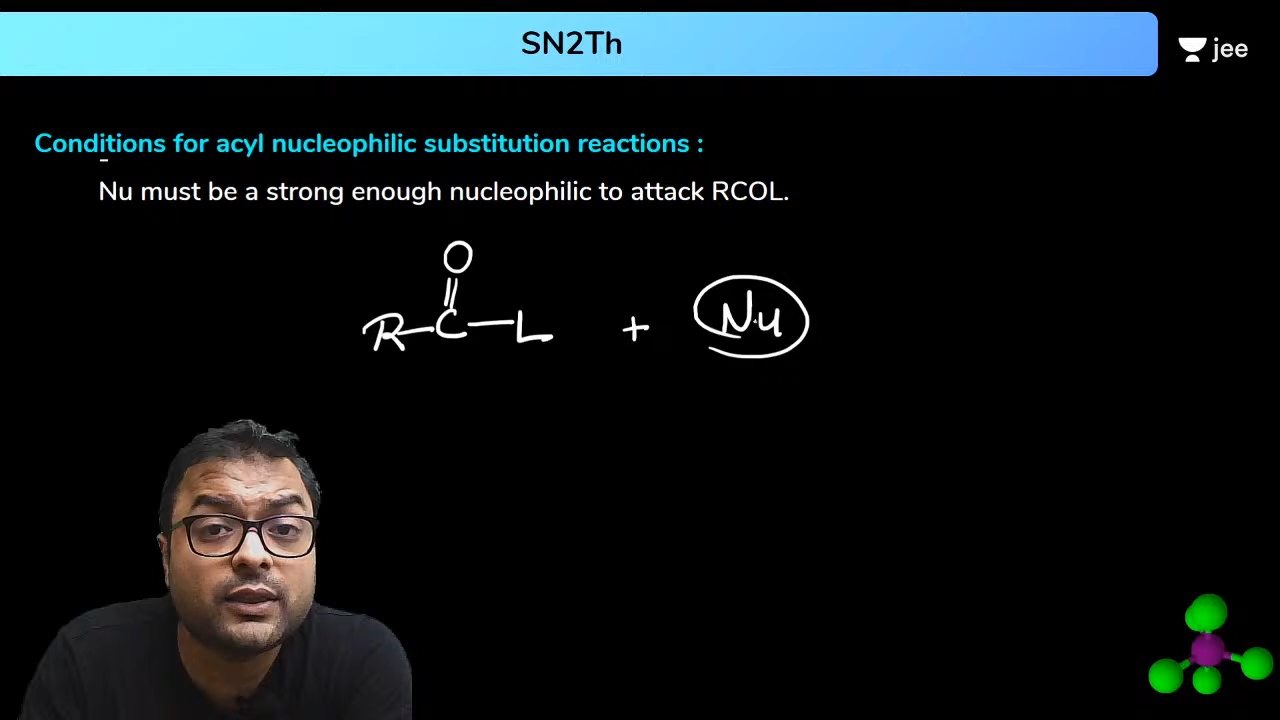 SN2Th
jee
Conditions for acyl nucleophilic substitution reactions :
Nu must be a strong enough nucleophilic to attack RCOL.
O
R-C-L + Nu